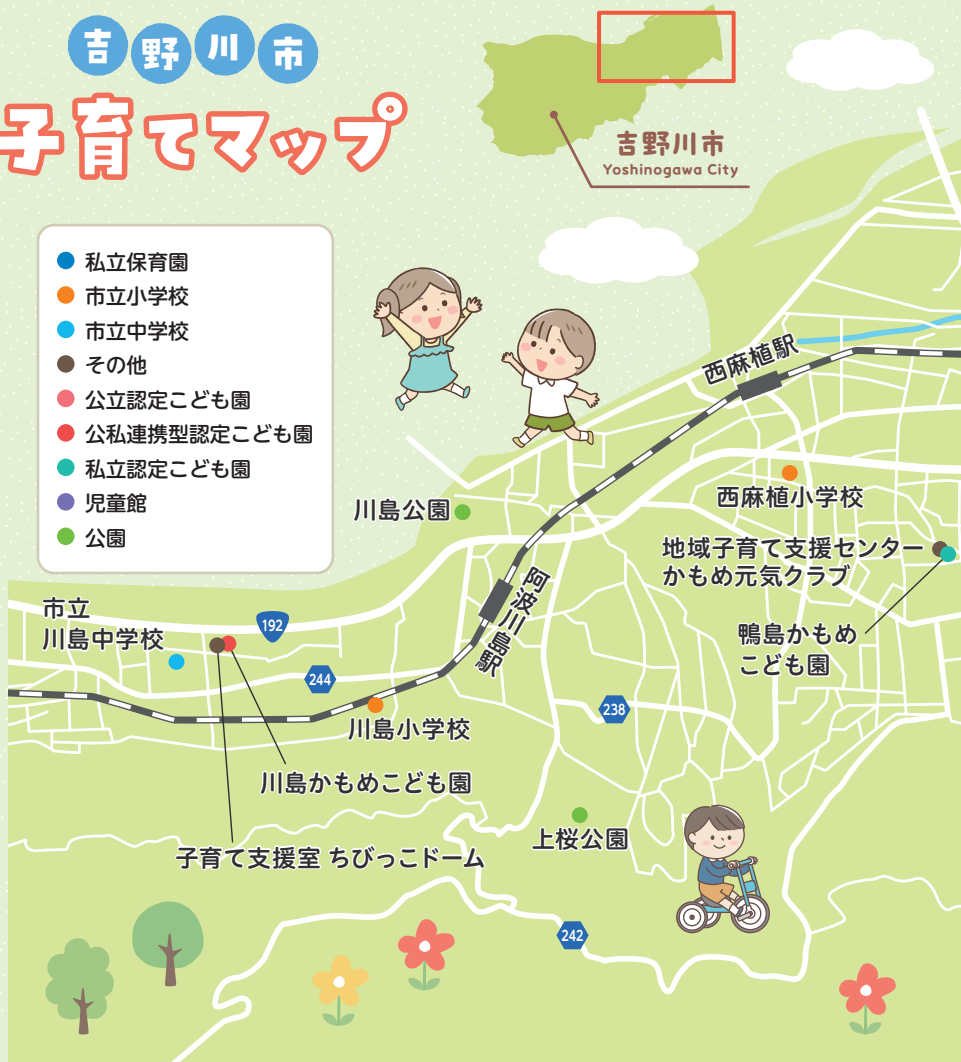 吉野川市
子育てマップ
吉野川市
Yoshinogawa City
私立保育園
市立小学校
市立中学校
その他
公立認定こども園
公私連携型認定こども園
私立認定こども園
児童館
公園
西麻植駅
西麻植小学校
川島公園
地域子育て支援センター
かもめ元気クラブ
阿波川島駅
市立
川島中学校
192
鴨島かもめ
こども園
244
238
川島小学校
川島かもめこども園
上桜公園
子育て支援室 ちびっこドーム
242